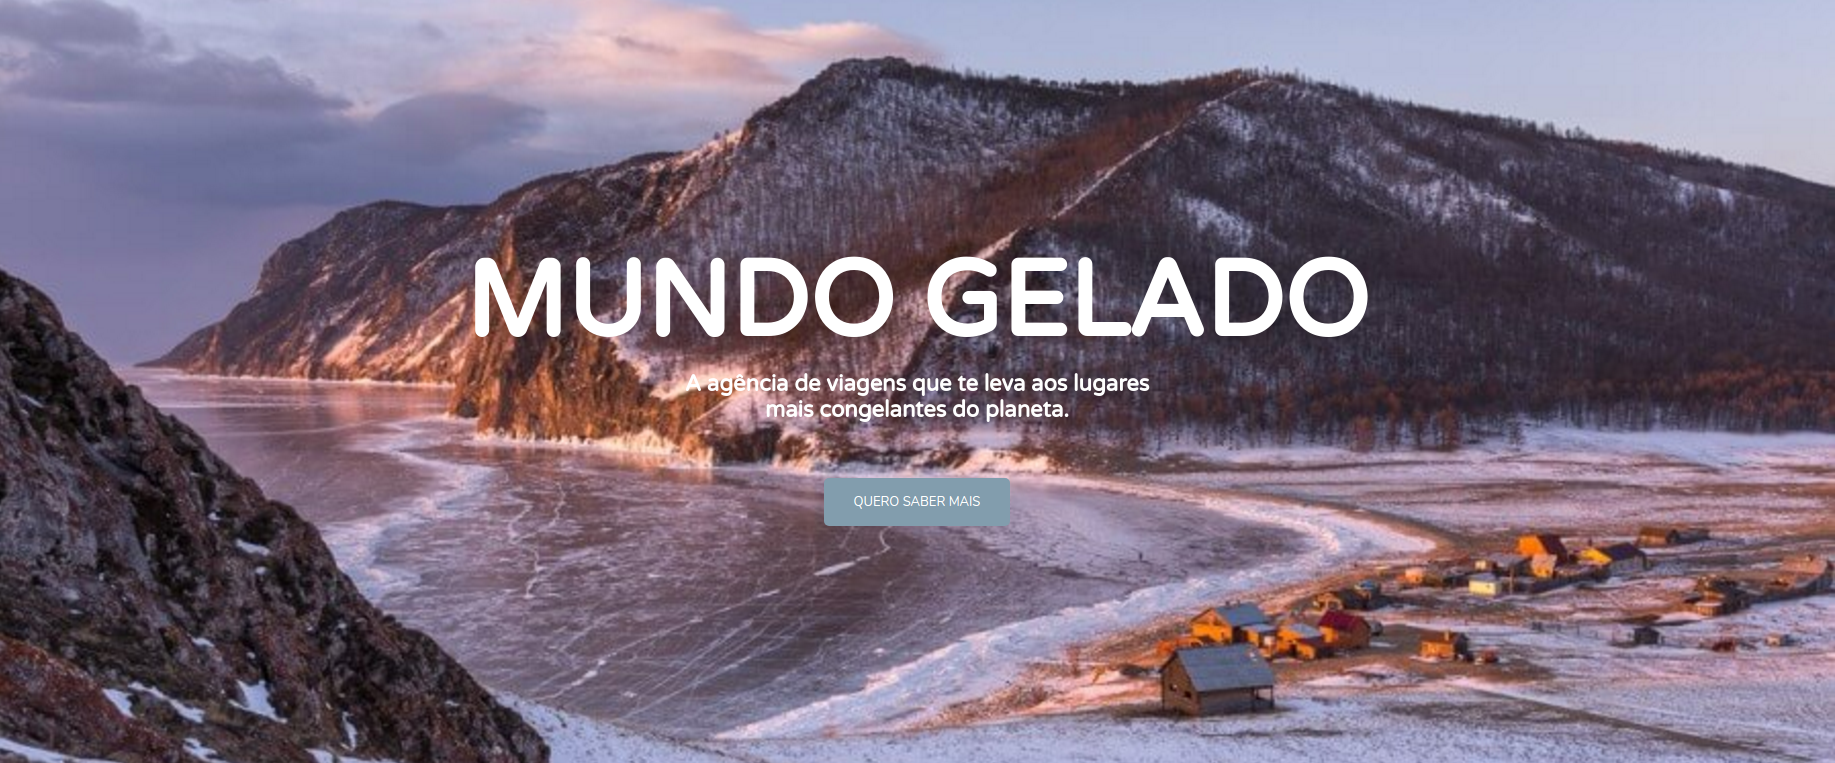 MUNDO GELADO
A agência de viagens que te leva aos lugares
mais congelantes do planeta.
QUERO SABER MAIS